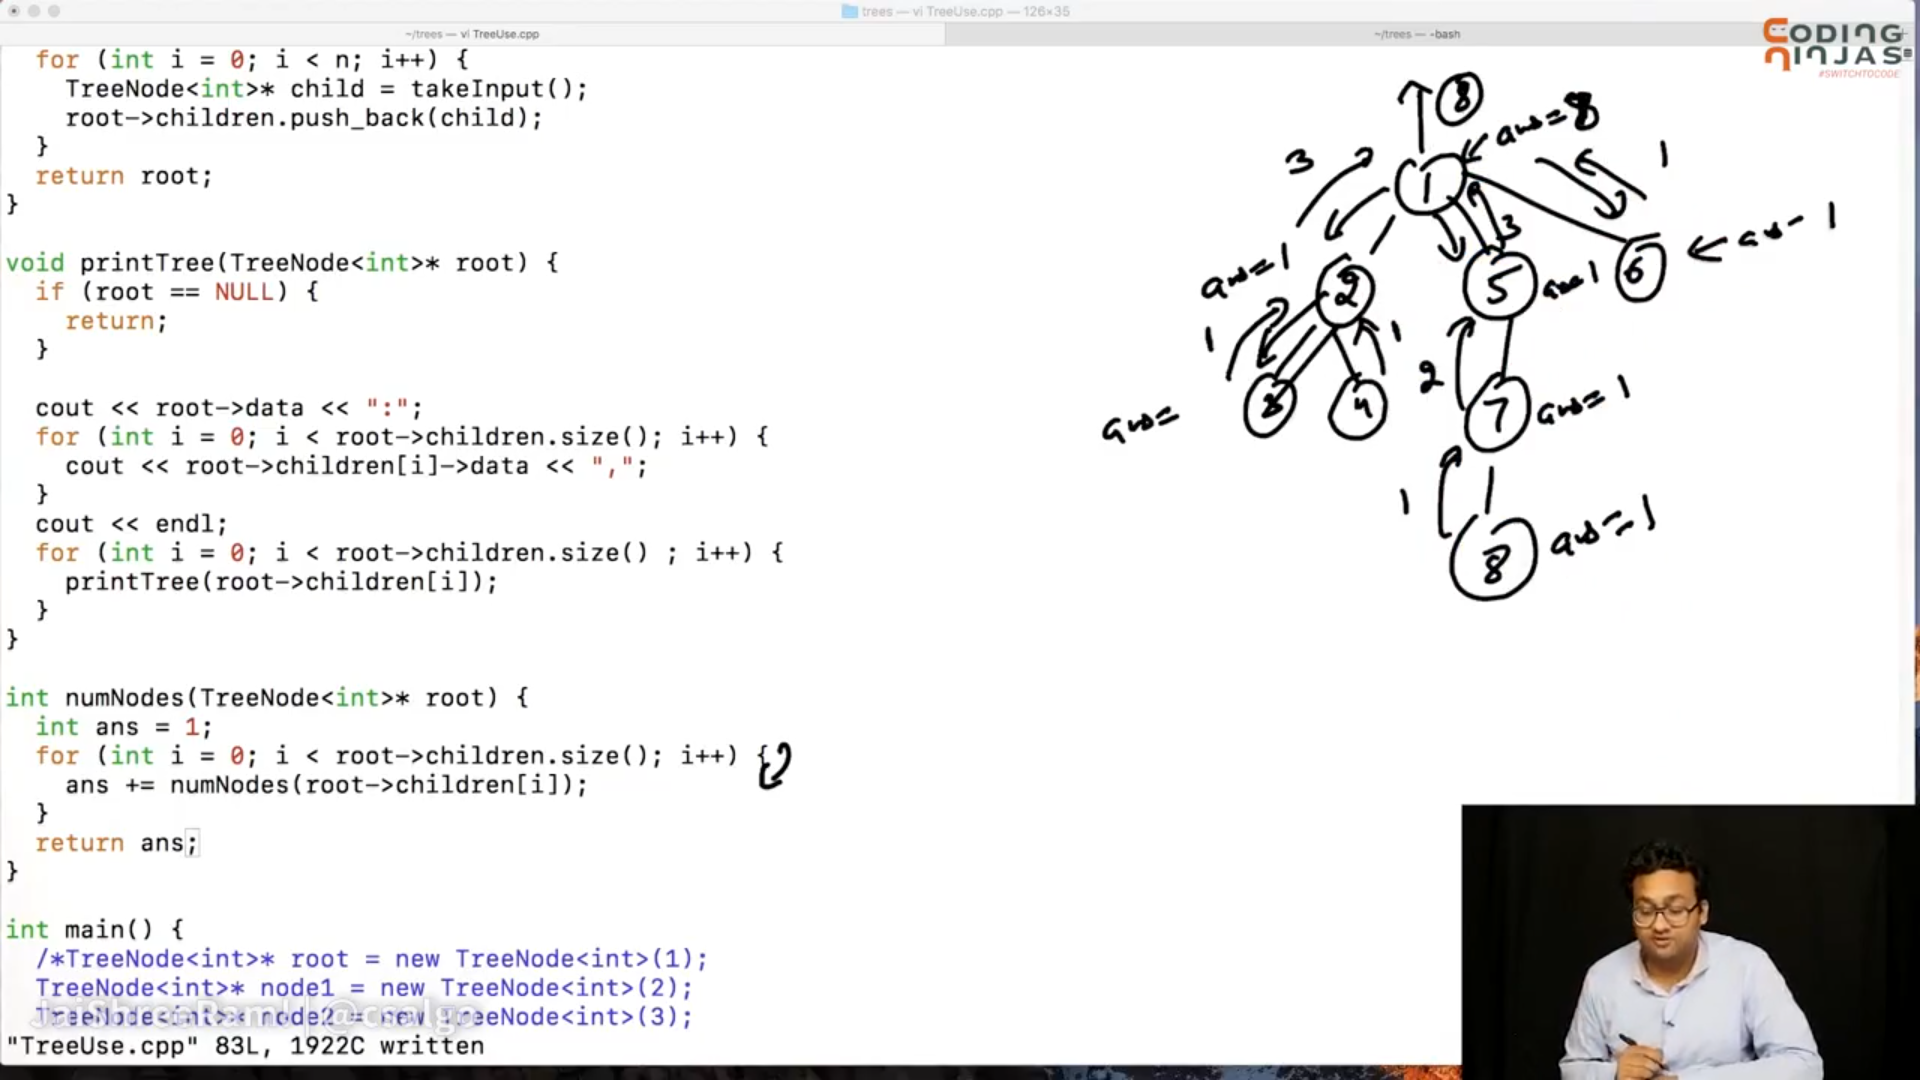 trees — vi TreeUse.cpp — 126×35
~/trees — vi TreeUse.cpp
~/trees — -bash
CODING
NINJAS
#SWITCHTOCODE
for (int i = 0; i < n; i++) {
TreeNode<int>* child = takeInput();
root->children.push_back(child);
}
return root;
}
void printTree(TreeNode<int>* root) {
if (root == NULL) {
return;
}
cout << root->data << ":";
for (int i = 0; i < root->children.size(); i++) {
cout << root->children[i]->data << ",";
}
cout << endl;
for (int i = 0; i < root->children.size() ; i++) {
printTree(root->children[i]);
}
}
int numNodes(TreeNode<int>* root) {
int ans = 1;
for (int i = 0; i < root->children.size(); i++) {
ans += numNodes(root->children[i]);
}
return ans;
}
int main() {
/*TreeNode<int>* root = new TreeNode<int>(1);
TreeNode<int>* node1 = new TreeNode<int>(2);
TreeNode<int>* node2 = new TreeNode<int>(3);
"TreeUse.cpp" 83L, 1922C written
8
ans=8
3
1
1
3
ans=1
2
5
ans=1
6
ans- 1
1
1
2
ans=
3
4
7
ans=1
1
8
ans=1